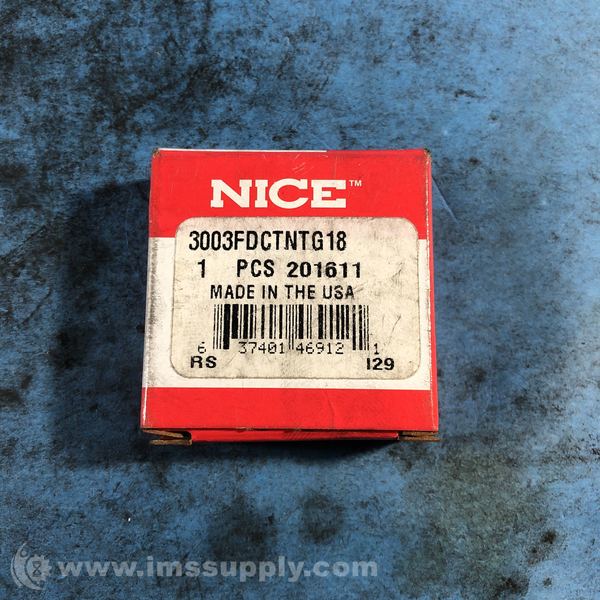 NICE™
3003FDCTNTG18
1 PCS 201611
MADE IN THE USA
6 37401 46912 1
RS I29
www.imssupply.com